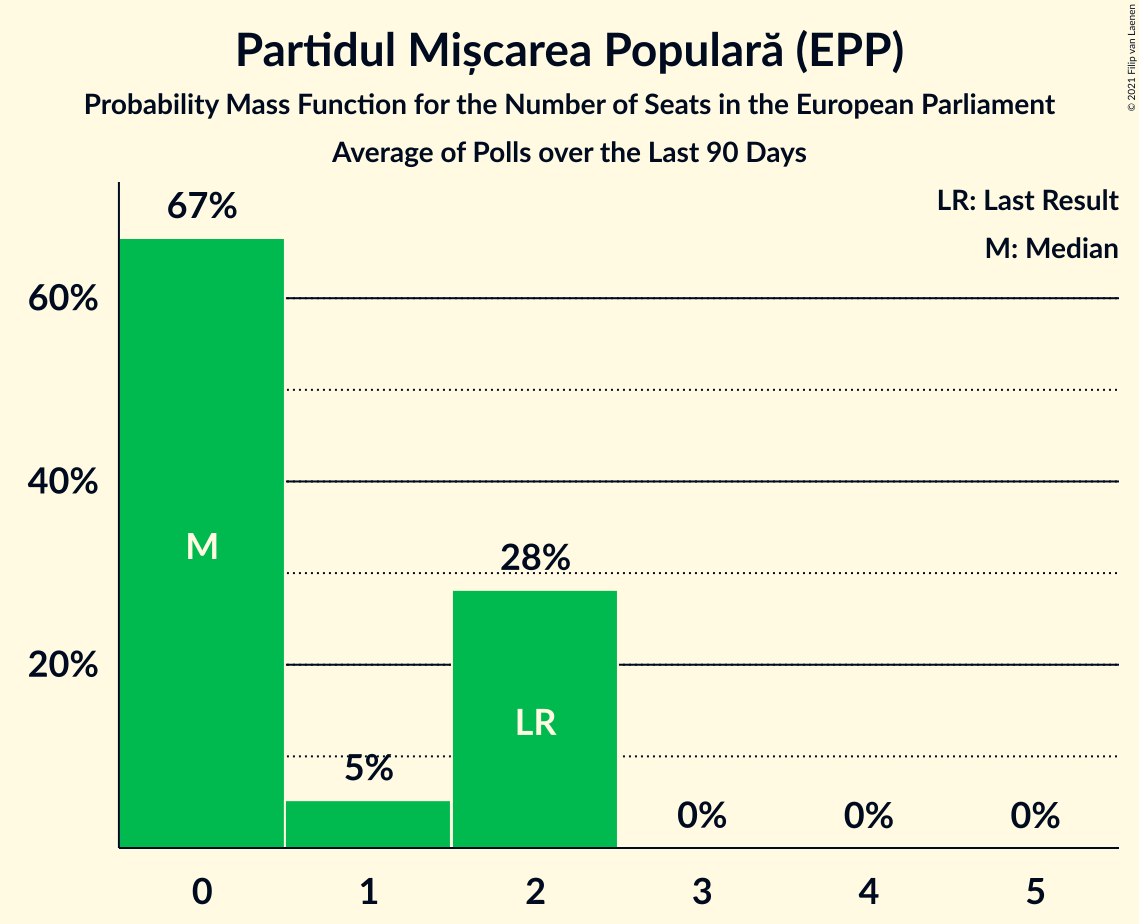 Partidul Mișcarea Populară (EPP)
Probability Mass Function for the Number of Seats in the European Parliament
Average of Polls over the Last 90 Days
© 2021 Filip van Laenen
LR: Last Result
M: Median
67%
60%
40%
20%
M
5%
28%
LR
0%
0%
0%
0 1 2 3 4 5